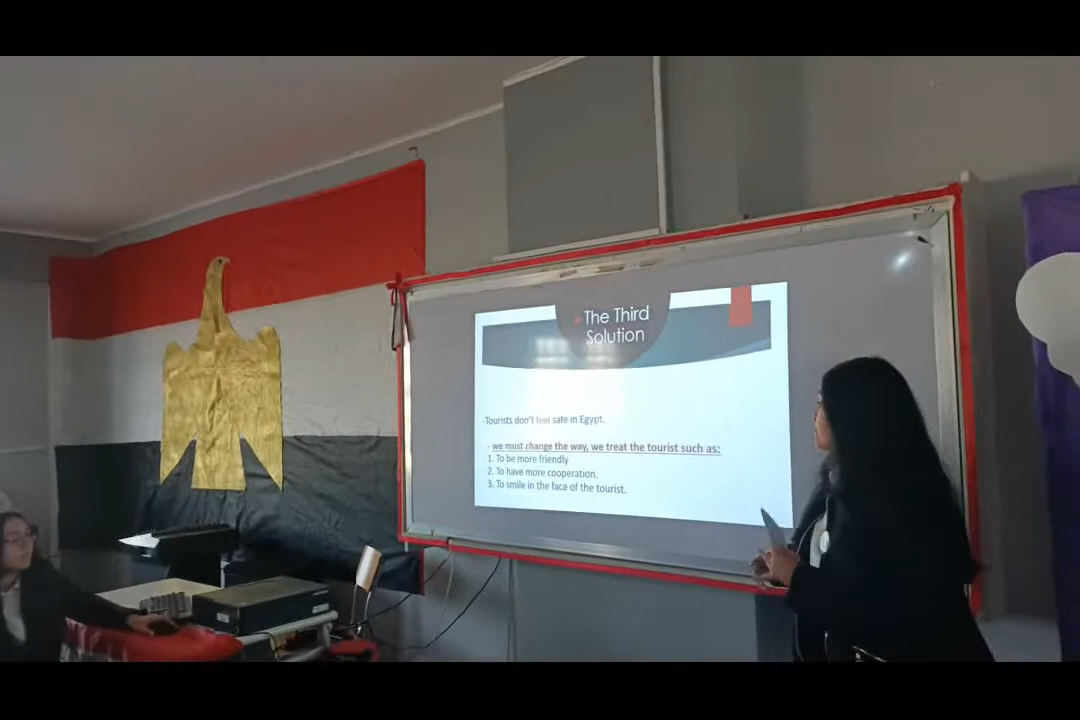 The Third
Solution
-Tourists don't feel safe in Egypt.
- we must change the way, we treat the tourist such as:
1. To be more friendly
2. To have more cooperation.
3. To smile in the face of the tourist.